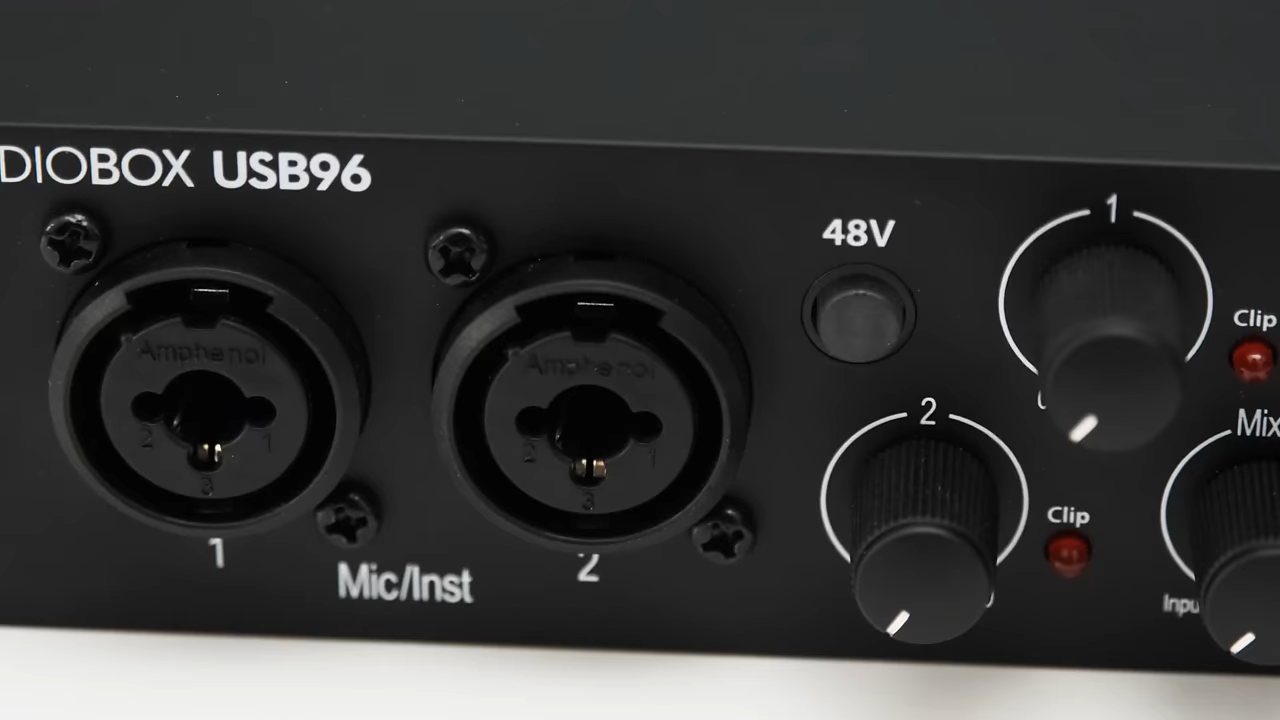 DIOBOX USB96
48V
1
Clip
Amphenol
2 1
3
Amphenol
2 1
3
2
Clip
Mix
Inpu
1
Mic/Inst
2